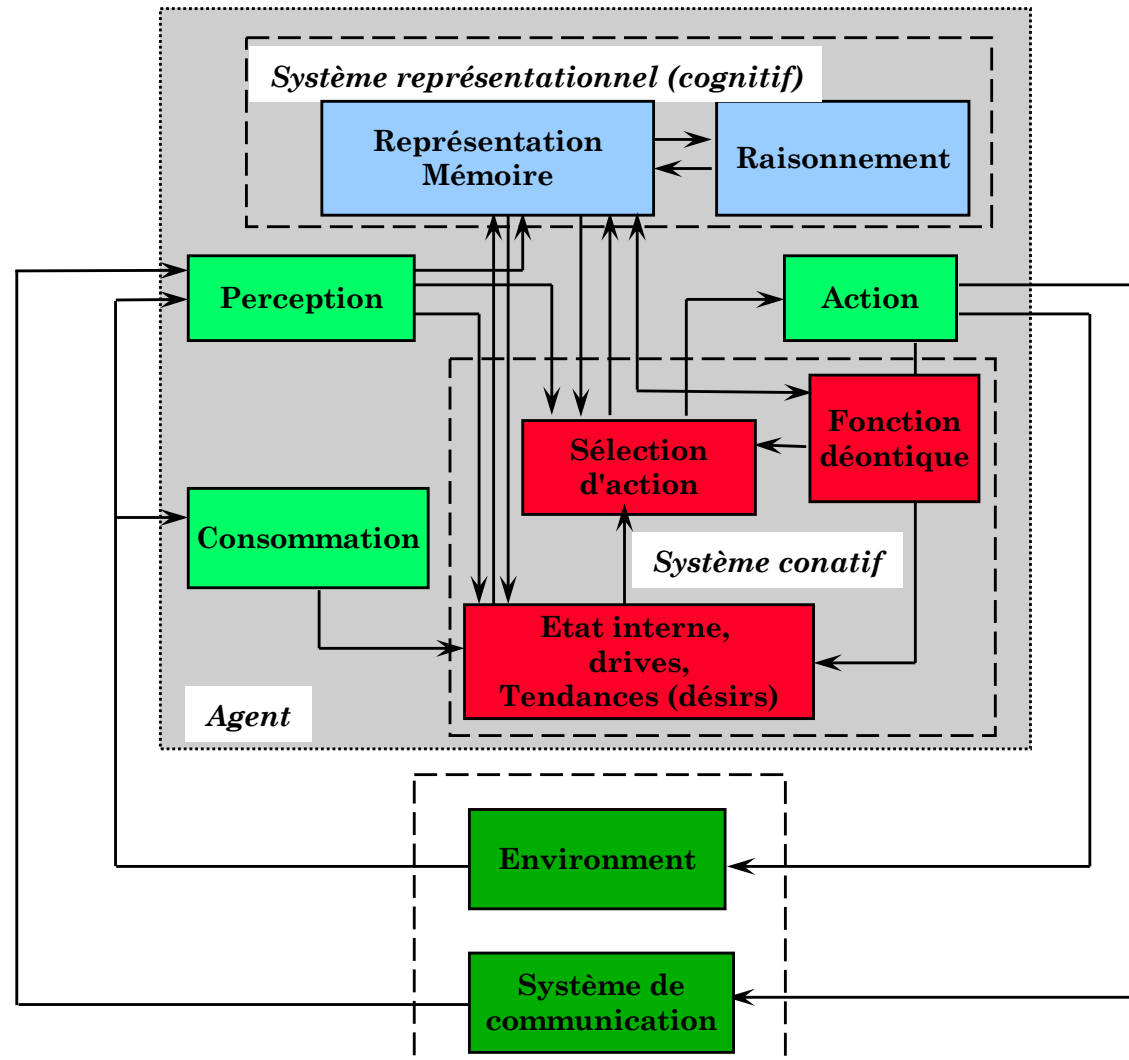 Système représentationnel (cognitif)
Représentation
Mémoire
Raisonnement
Perception
Action
Fonction
déontique
Sélection
d'action
Consommation
Système conatif
Etat interne,
drives,
Tendances (désirs)
Agent
Environment
Système de
communication